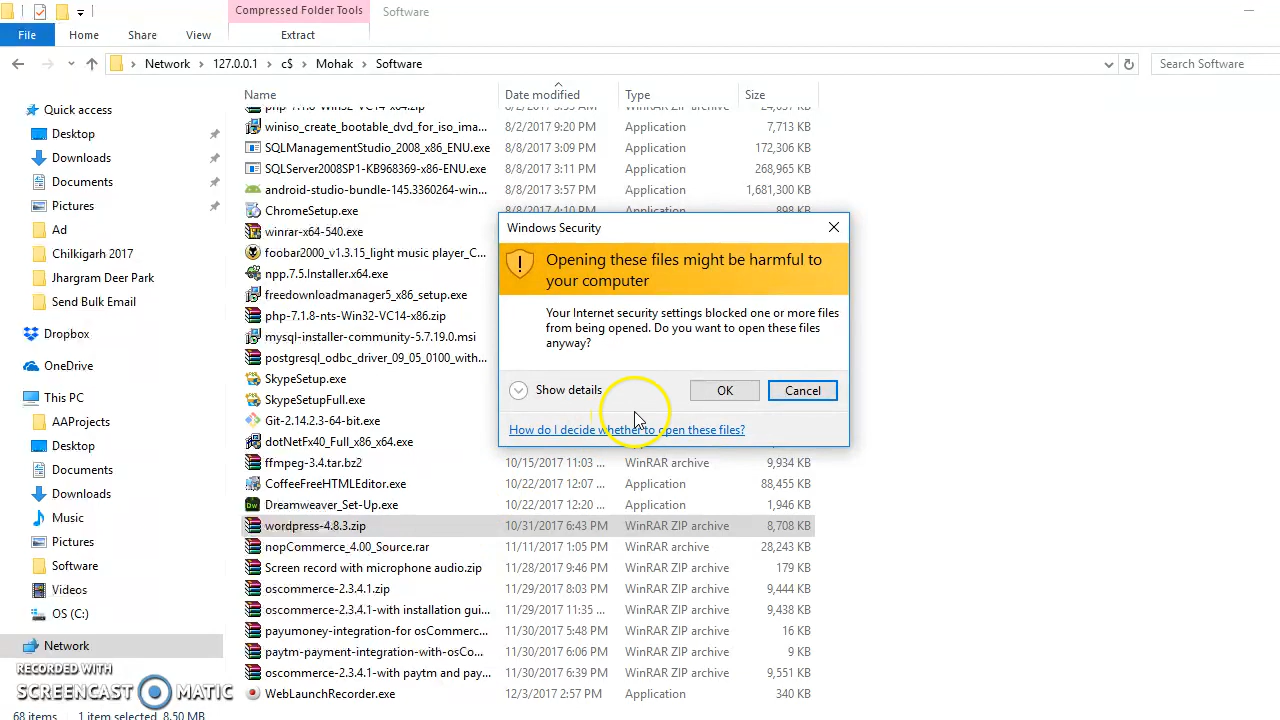 Compressed Folder Tools
Software
File
Home
Share
View
Extract
Network
127.0.0.1
c$
Mohak
Software
Search Software
Name
Date modified
Type
Size
Quick access
Desktop
Downloads
Documents
Pictures
Ad
Chilkigarh 2017
Jhargram Deer Park
Send Bulk Email
Dropbox
OneDrive
This PC
AAProjects
Desktop
Documents
Downloads
Music
Pictures
Software
Videos
OS (C:)
Network
winiso_create_bootable_dvd_for_iso_ima... 8/2/2017 9:20 PM Application 7,713 KB
SQLManagementStudio_2008_x86_ENU.exe 8/8/2017 3:09 PM Application 172,306 KB
SQLServer2008SP1-KB968369-x86-ENU.exe 8/8/2017 3:11 PM Application 268,965 KB
android-studio-bundle-145.3360264-win... 8/8/2017 3:57 PM Application 1,681,300 KB
ChromeSetup.exe 8/8/2017 4:10 PM Application 898 KB
winrar-x64-540.exe
foobar2000_v1.3.15_light music player_C...
npp.7.5.Installer.x64.exe
freedownloadmanager5_x86_setup.exe
php-7.1.8-nts-Win32-VC14-x86.zip
mysql-installer-community-5.7.19.0.msi
postgresql_odbc_driver_09_05_0100_with...
SkypeSetup.exe
SkypeSetupFull.exe
Git-2.14.2.3-64-bit.exe
dotNetFx40_Full_x86_x64.exe
ffmpeg-3.4.tar.bz2 10/15/2017 11:03 ... WinRAR archive 9,934 KB
CoffeeFreeHTMLEditor.exe 10/22/2017 12:07 ... Application 88,455 KB
Dreamweaver_Set-Up.exe 10/22/2017 12:20 ... Application 1,946 KB
wordpress-4.8.3.zip 10/31/2017 6:43 PM WinRAR ZIP archive 8,708 KB
nopCommerce_4.00_Source.rar 11/11/2017 1:05 PM WinRAR archive 28,243 KB
Screen record with microphone audio.zip 11/28/2017 9:46 PM WinRAR ZIP archive 179 KB
oscommerce-2.3.4.1.zip 11/29/2017 8:03 PM WinRAR ZIP archive 9,444 KB
oscommerce-2.3.4.1-with installation gui... 11/29/2017 11:35 ... WinRAR ZIP archive 9,438 KB
payumoney-integration-for osCommerc... 11/30/2017 5:48 PM WinRAR ZIP archive 16 KB
paytm-payment-integration-with-osCo... 11/30/2017 6:06 PM WinRAR ZIP archive 9 KB
oscommerce-2.3.4.1-with paytm and pay... 11/30/2017 6:23 PM WinRAR ZIP archive 9,551 KB
WebLaunchRecorder.exe 12/3/2017 2:57 PM Application 340 KB
Windows Security
Opening these files might be harmful to
your computer
Your Internet security settings blocked one or more files
from being opened. Do you want to open these files
anyway?
Show details
OK
Cancel
How do I decide whether to open these files?
RECORDED WITH
SCREENCAST MATIC
68 items 1 item selected 8.50 MB